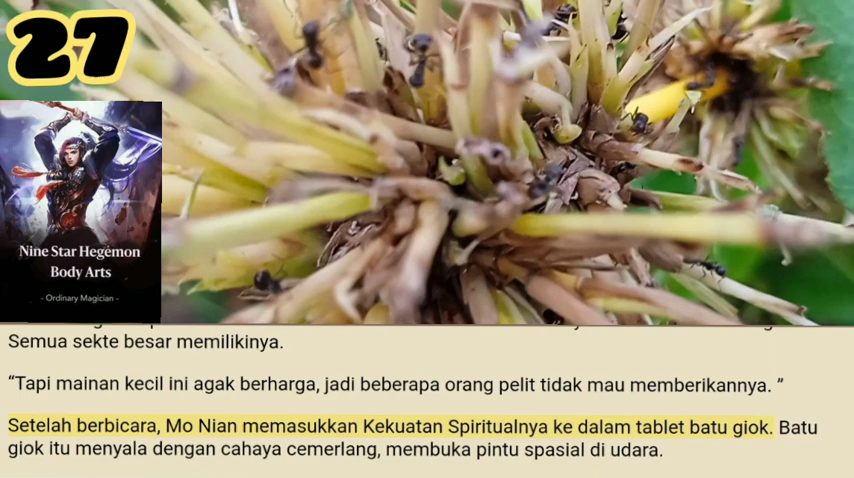 27
Nine Star Hegemon
Body Arts
- Ordinary Magician -
Semua sekte besar memilikinya.
“Tapi mainan kecil ini agak berharga, jadi beberapa orang pelit tidak mau memberikannya. ”
Setelah berbicara, Mo Nian memasukkan Kekuatan Spiritualnya ke dalam tablet batu giok. Batu
giok itu menyala dengan cahaya cemerlang, membuka pintu spasial di udara.